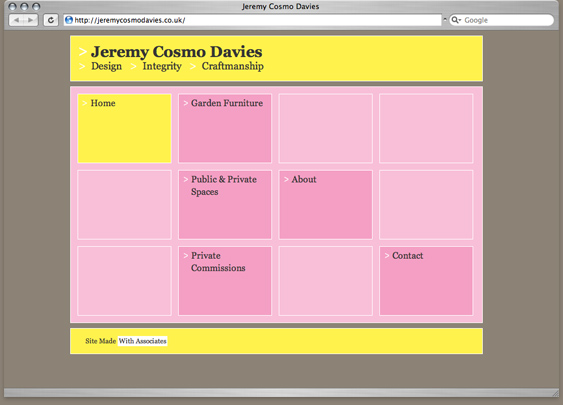 Jeremy Cosmo Davies
http://jeremycosmodavies.co.uk/
Google
> Jeremy Cosmo Davies
> Design > Integrity > Craftmanship
> Home
> Garden Furniture
> Public & Private
Spaces
> About
> Private
Commissions
> Contact
Site Made With Associates